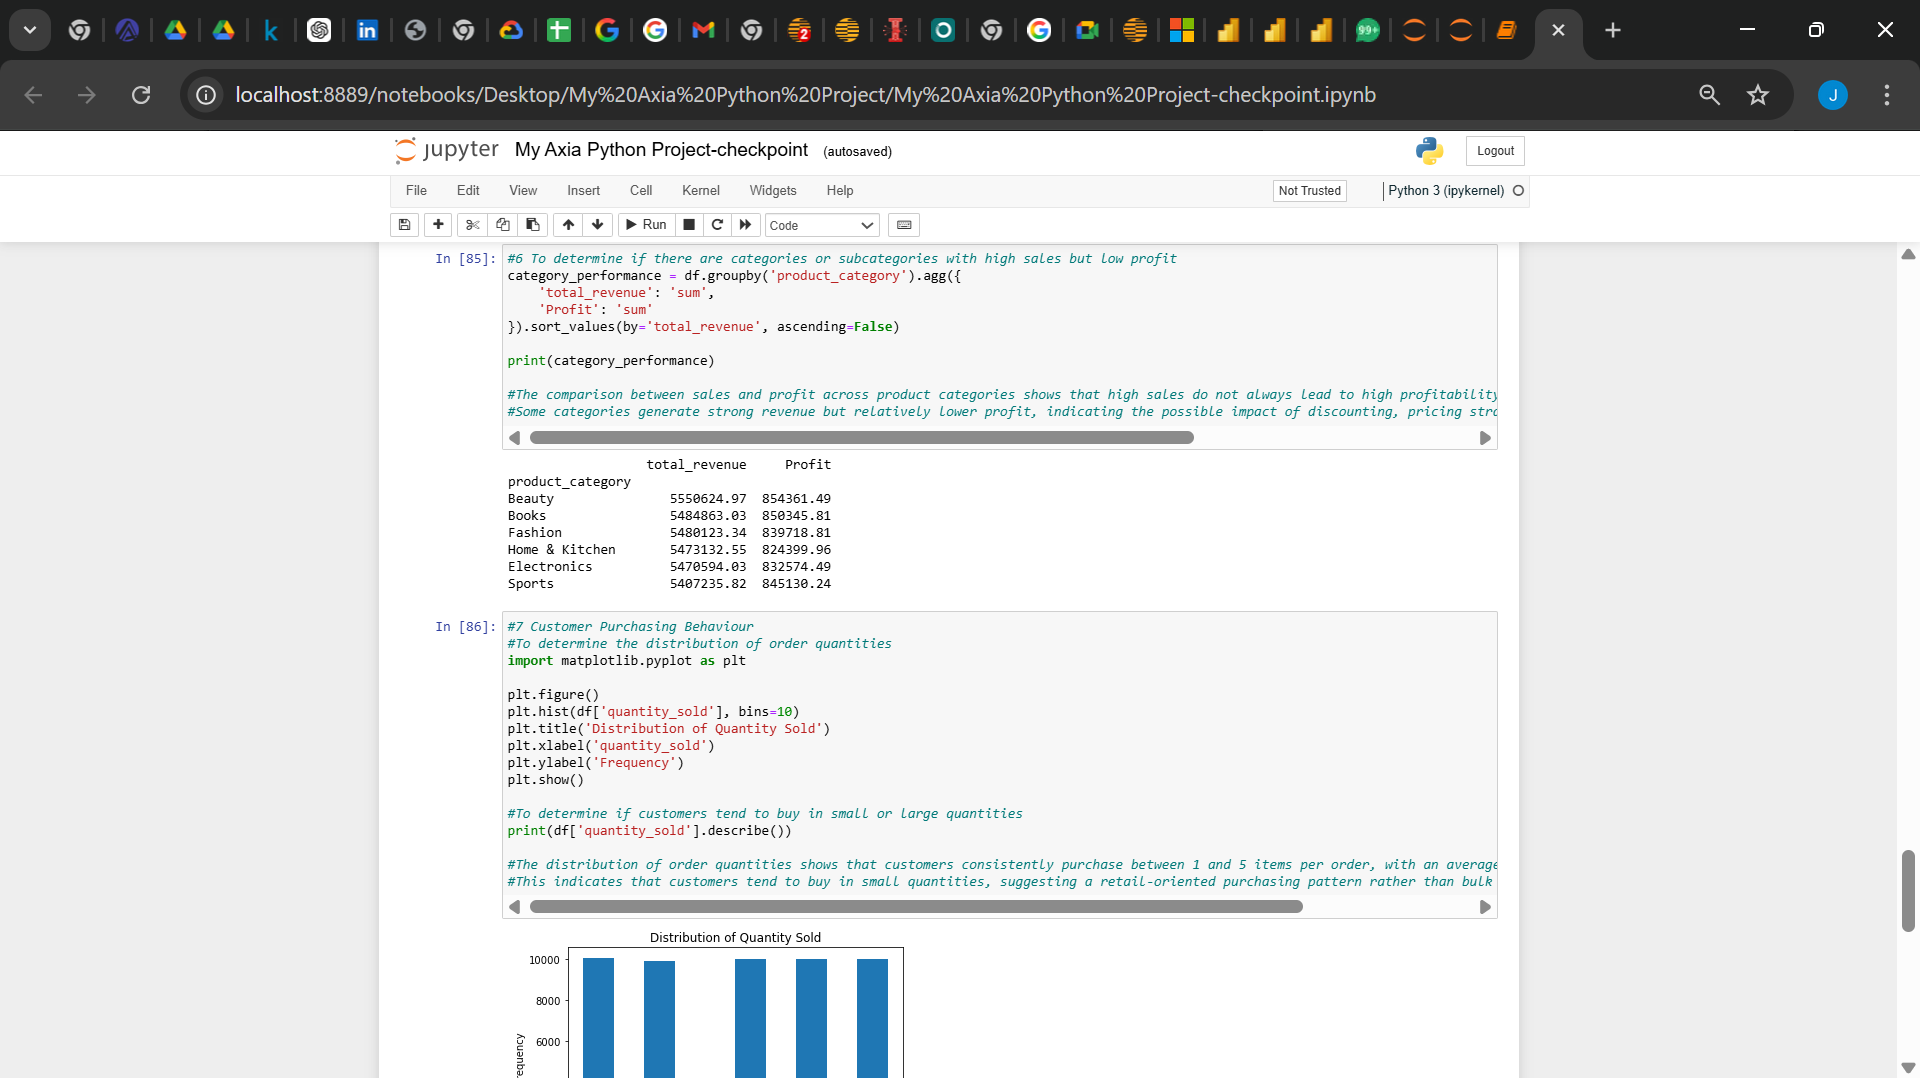 2
99+
localhost:8889/notebooks/Desktop/My%20Axia%20Python%20Project/My%20Axia%20Python%20Project-checkpoint.ipynb
J
jupyter My Axia Python Project-checkpoint (autosaved)
Logout
File Edit View Insert Cell Kernel Widgets Help
Not Trusted
Python 3 (ipykernel)
Run
Code
In [85]: #6 To determine if there are categories or subcategories with high sales but low profit
category_performance = df.groupby('product_category').agg({
    'total_revenue': 'sum',
    'Profit': 'sum'
}).sort_values(by='total_revenue', ascending=False)
print(category_performance)
#The comparison between sales and profit across product categories shows that high sales do not always lead to high profitability
#Some categories generate strong revenue but relatively lower profit, indicating the possible impact of discounting, pricing stra
total_revenue Profit
product_category
Beauty 5550624.97 854361.49
Books 5484863.03 850345.81
Fashion 5480123.34 839718.81
Home & Kitchen 5473132.55 824399.96
Electronics 5470594.03 832574.49
Sports 5407235.82 845130.24
In [86]: #7 Customer Purchasing Behaviour
#To determine the distribution of order quantities
import matplotlib.pyplot as plt
plt.figure()
plt.hist(df['quantity_sold'], bins=10)
plt.title('Distribution of Quantity Sold')
plt.xlabel('quantity_sold')
plt.ylabel('Frequency')
plt.show()
#To determine if customers tend to buy in small or large quantities
print(df['quantity_sold'].describe())
#The distribution of order quantities shows that customers consistently purchase between 1 and 5 items per order, with an average
#This indicates that customers tend to buy in small quantities, suggesting a retail-oriented purchasing pattern rather than bulk
Distribution of Quantity Sold
10000
8000
6000
requency